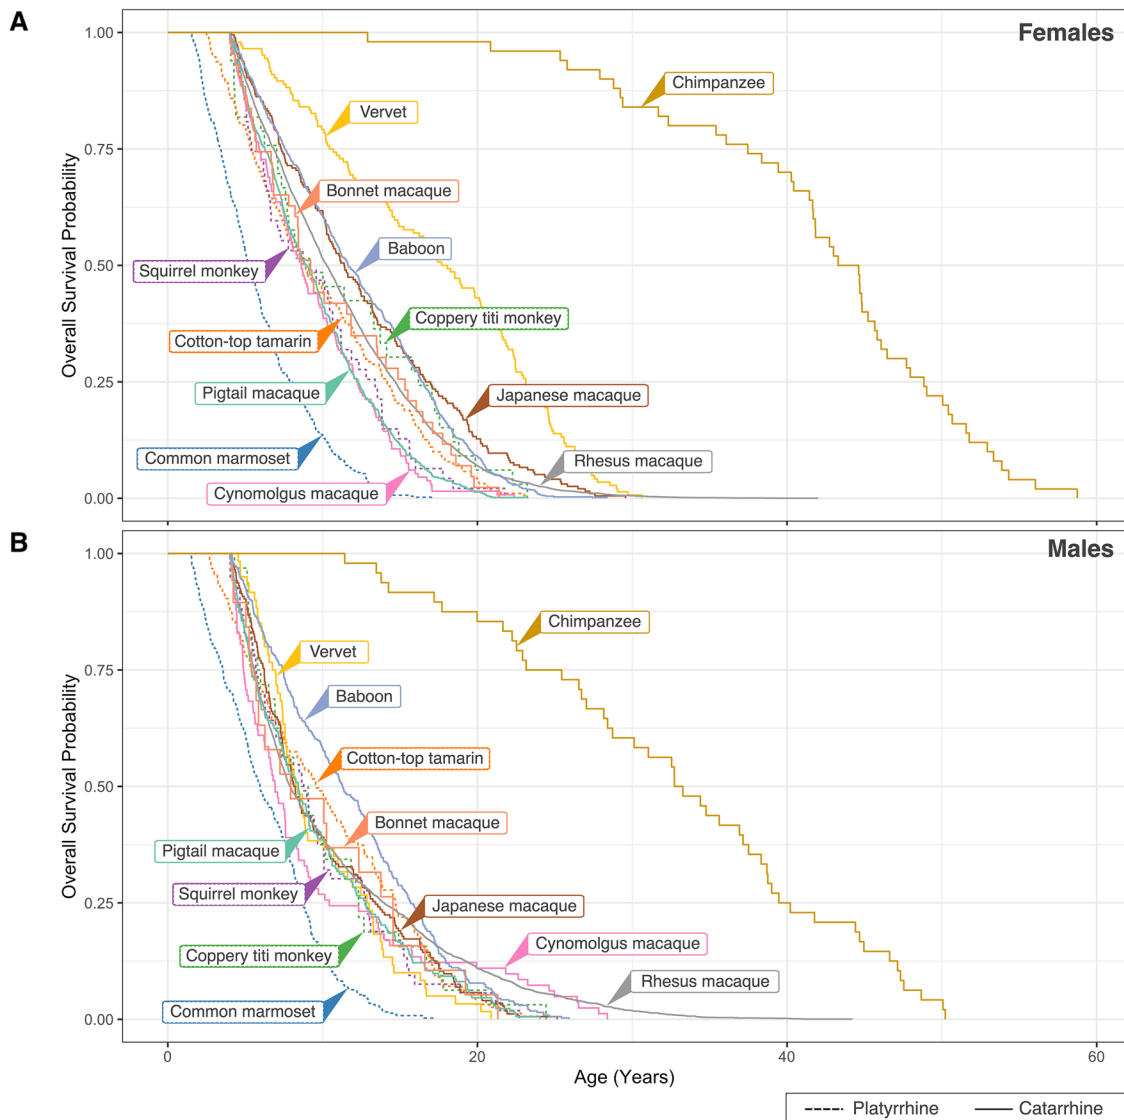 A
Females
1.00
Chimpanzee
Vervet
0.75
Bonnet macaque
Baboon
0.50
Squirrel monkey
Coppery titi monkey
Cotton-top tamarin
Overall Survival Probability
0.25
Pigtail macaque
Japanese macaque
Common marmoset
Rhesus macaque
Cynomolgus macaque
0.00
B
Males
1.00
Chimpanzee
Vervet
0.75
Baboon
Cotton-top tamarin
0.50
Bonnet macaque
Pigtail macaque
Overall Survival Probability
Squirrel monkey
0.25
Japanese macaque
Cynomolgus macaque
Coppery titi monkey
Rhesus macaque
Common marmoset
0.00
0 20 40 60
Age (Years)
Platyrrhine Catarrhine